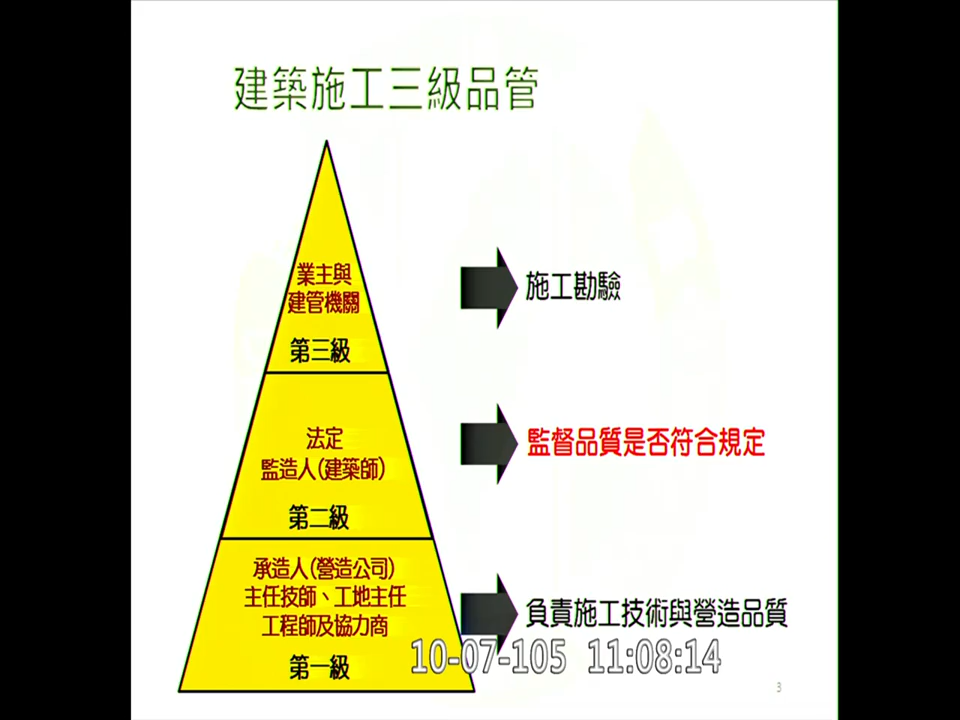 建築施工三級品管
業主與
建管機關
第三級
施工勘驗
法定
監造人(建築師)
第二級
監督品質是否符合規定
承造人(營造公司)
主任技師、工地主任
工程師及協力商
第一級
負責施工技術與營造品質
10-07-105 11:08:14
3